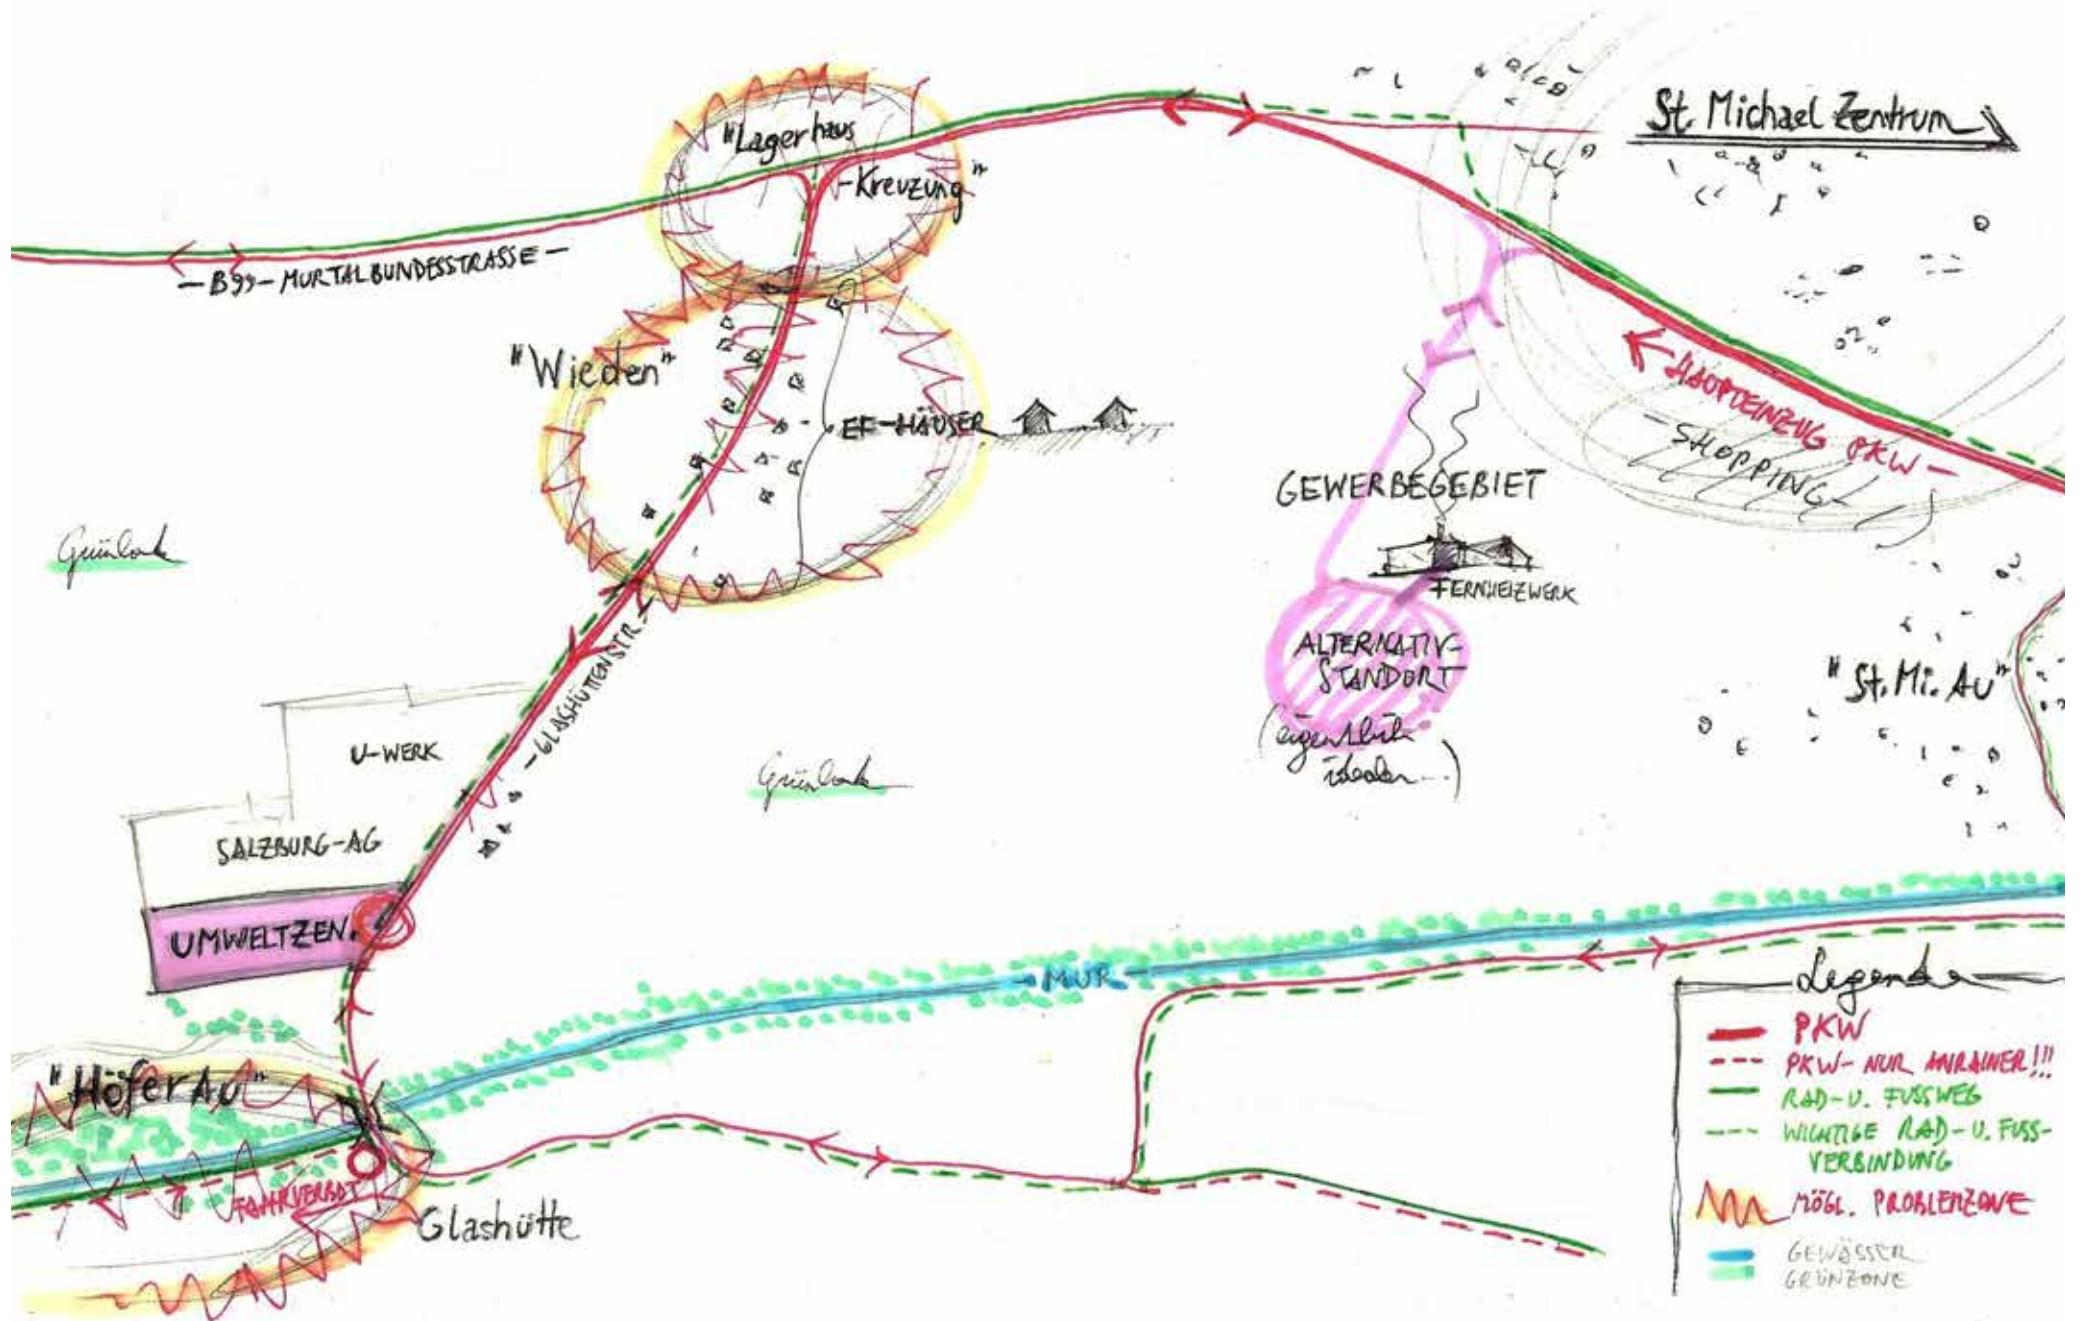 "Lagerhaus
-Kreuzung"
St. Michael Zentrum
- B99 - MURTALBUNDESSTRASSE -
"Wieden"
EF-HÄUSER
- HAUPTEINZUG PKW -
- SHOPPING -
GEWERBEGEBIET
FERNHEIZWERK
Grünland
ALTERNATIV-
STANDORT
(eigentlich
idealer...)
"St. Mi. Au"
- GLASHÜTTENSTR. -
U-WERK
Grünland
SALZBURG-AG
UMWELTZEN.
- MUR -
"Höfer Au"
FAHRVERBOT
Glashütte
Legende
PKW
PKW - NUR ANRAINER!!!
RAD- U. FUSSWEG
WICHTIGE RAD- U. FUSS-
VERBINDUNG
MÖGL. PROBLEMZONE
GEWÄSSER
GRÜNZONE